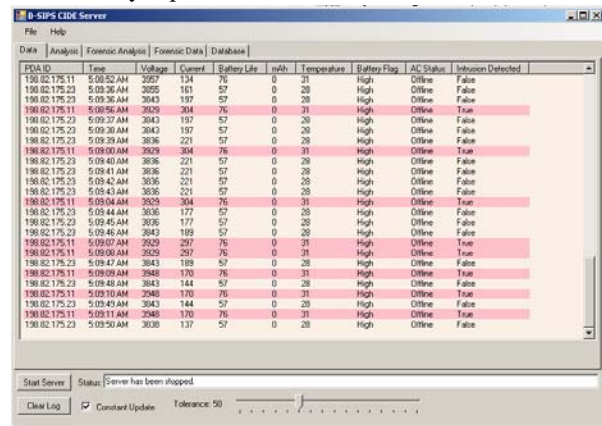 B-SIPS CIDE Server
File Help
Data Analysis Forensic Analysis Forensic Data Database
PDA ID Time Voltage Current Battery Life mAh Temperature Battery Flag AC Status Intrusion Detected
198.82.175.11 5:08:52 AM 3957 134 76 0 31 High Offline False
198.82.175.23 5:09:36 AM 3855 161 57 0 28 High Offline False
198.82.175.23 5:09:36 AM 3843 197 57 0 28 High Offline False
198.82.175.11 5:08:56 AM 3929 304 76 0 31 High Offline True
198.82.175.23 5:09:37 AM 3843 197 57 0 28 High Offline False
198.82.175.23 5:09:38 AM 3843 197 57 0 28 High Offline False
198.82.175.23 5:09:39 AM 3836 221 57 0 28 High Offline False
198.82.175.11 5:09:00 AM 3929 304 76 0 31 High Offline True
198.82.175.23 5:09:40 AM 3836 221 57 0 28 High Offline False
198.82.175.23 5:09:41 AM 3836 221 57 0 28 High Offline False
198.82.175.23 5:09:42 AM 3836 221 57 0 28 High Offline False
198.82.175.23 5:09:43 AM 3836 221 57 0 28 High Offline False
198.82.175.11 5:09:04 AM 3929 304 76 0 31 High Offline True
198.82.175.23 5:09:44 AM 3836 177 57 0 28 High Offline False
198.82.175.23 5:09:45 AM 3836 177 57 0 28 High Offline False
198.82.175.23 5:09:46 AM 3843 189 57 0 28 High Offline False
198.82.175.11 5:09:07 AM 3929 297 76 0 31 High Offline True
198.82.175.11 5:09:08 AM 3929 297 76 0 31 High Offline True
198.82.175.23 5:09:47 AM 3843 189 57 0 28 High Offline False
198.82.175.11 5:09:09 AM 3948 170 76 0 31 High Offline True
198.82.175.23 5:09:48 AM 3843 144 57 0 28 High Offline False
198.82.175.11 5:09:10 AM 3948 170 76 0 31 High Offline True
198.82.175.23 5:09:49 AM 3843 144 57 0 28 High Offline False
198.82.175.11 5:09:11 AM 3948 170 76 0 31 High Offline True
198.82.175.23 5:09:50 AM 3838 137 57 0 28 High Offline False
Start Server Status: Server has been stopped.
Clear Log Constant Update Tolerance: 50